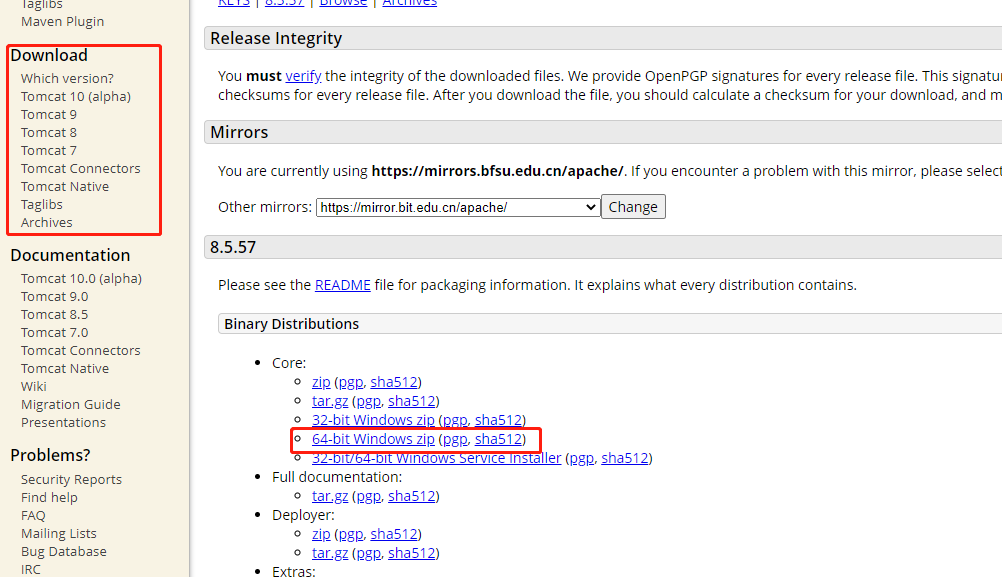 Taglibs
Maven Plugin
Download
Which version?
Tomcat 10 (alpha)
Tomcat 9
Tomcat 8
Tomcat 7
Tomcat Connectors
Tomcat Native
Taglibs
Archives
Documentation
Tomcat 10.0 (alpha)
Tomcat 9.0
Tomcat 8.5
Tomcat 7.0
Tomcat Connectors
Tomcat Native
Wiki
Migration Guide
Presentations
Problems?
Security Reports
Find help
FAQ
Mailing Lists
Bug Database
IRC
KEYS | 8.5.57 | Browse | Archives
Release Integrity
You must verify the integrity of the downloaded files. We provide OpenPGP signatures for every release file. This signatu
checksums for every release file. After you download the file, you should calculate a checksum for your download, and m
Mirrors
You are currently using https://mirrors.bfsu.edu.cn/apache/. If you encounter a problem with this mirror, please select
Other mirrors: https://mirror.bit.edu.cn/apache/ Change
8.5.57
Please see the README file for packaging information. It explains what every distribution contains.
Binary Distributions
• Core:
zip (pgp, sha512)
tar.gz (pgp, sha512)
32-bit Windows zip (pgp, sha512)
64-bit Windows zip (pgp, sha512)
32-bit/64-bit Windows Service Installer (pgp, sha512)
• Full documentation:
tar.gz (pgp, sha512)
• Deployer:
zip (pgp, sha512)
tar.gz (pgp, sha512)
• Extras: